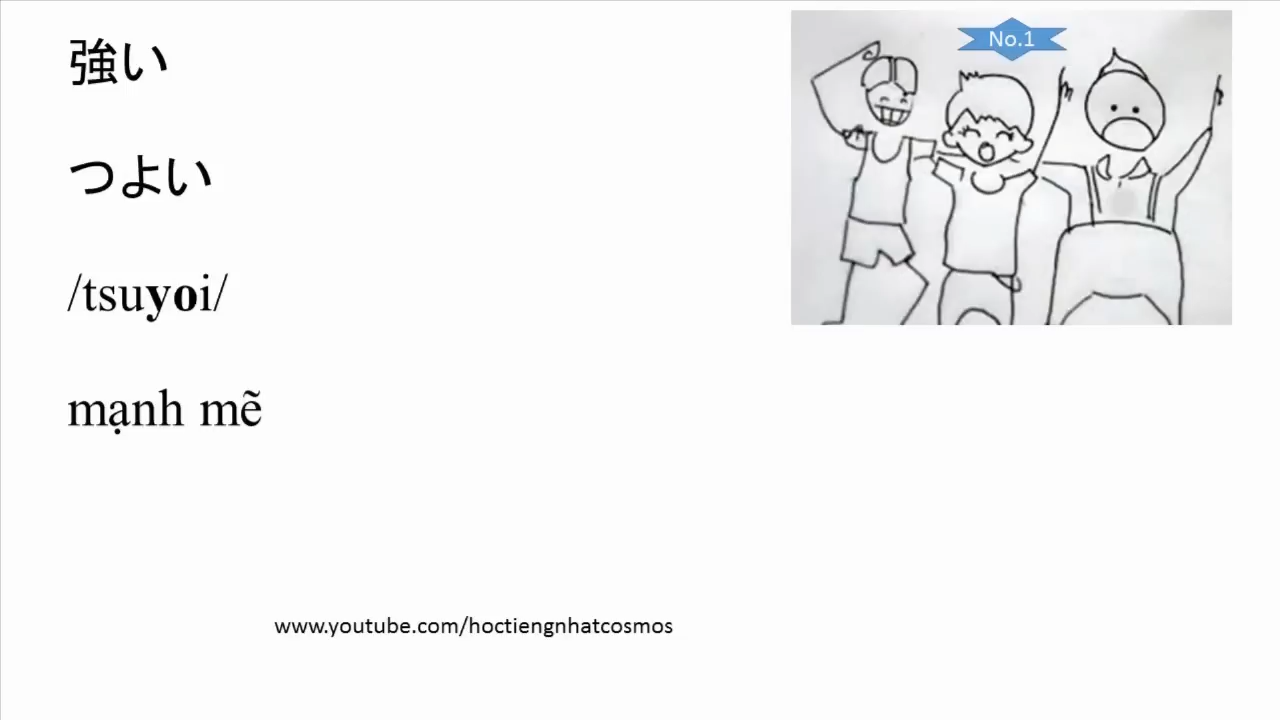 強い
つよい
/tsuyoi/
mạnh mẽ
No.1
www.youtube.com/hoctiengnhatcosmos